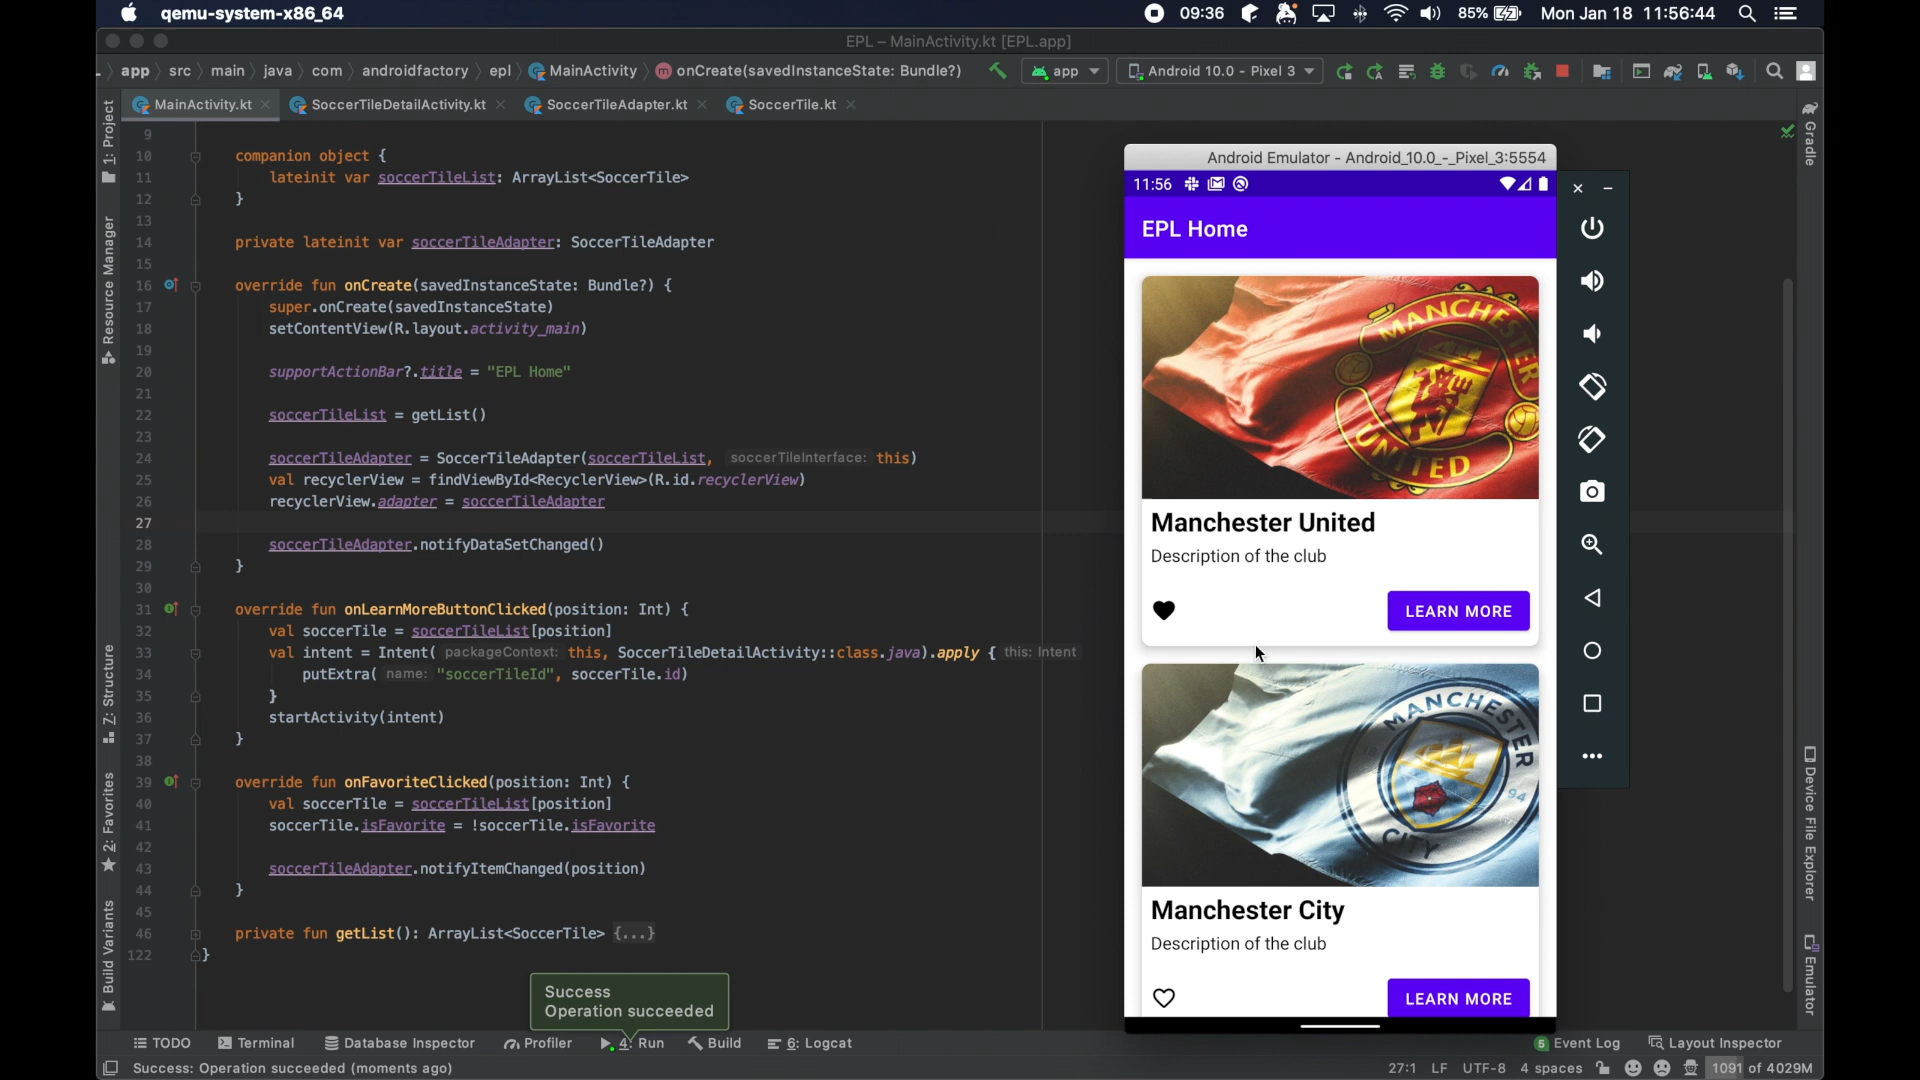 qemu-system-x86_64
09:36
85%
Mon Jan 18 11:56:44
EPL – MainActivity.kt [EPL.app]
app src main java com androidfactory epl MainActivity onCreate(savedInstanceState: Bundle?)
app
Android 10.0 - Pixel 3
MainActivity.kt SoccerTileDetailActivity.kt SoccerTileAdapter.kt SoccerTile.kt
1: Project
Resource Manager
Z: Structure
2: Favorites
Build Variants
9
10 companion object {
11 lateinit var soccerTileList: ArrayList<SoccerTile>
12 }
13
14 private lateinit var soccerTileAdapter: SoccerTileAdapter
15
16 override fun onCreate(savedInstanceState: Bundle?) {
17 super.onCreate(savedInstanceState)
18 setContentView(R.layout.activity_main)
19
20 supportActionBar?.title = "EPL Home"
21
22 soccerTileList = getList()
23
24 soccerTileAdapter = SoccerTileAdapter(soccerTileList, soccerTileInterface: this)
25 val recyclerView = findViewById<RecyclerView>(R.id.recyclerView)
26 recyclerView.adapter = soccerTileAdapter
27
28 soccerTileAdapter.notifyDataSetChanged()
29 }
30
31 override fun onLearnMoreButtonClicked(position: Int) {
32 val soccerTile = soccerTileList[position]
33 val intent = Intent( packageContext: this, SoccerTileDetailActivity::class.java).apply { this: Intent
34 putExtra( name: "soccerTileId", soccerTile.id)
35 }
36 startActivity(intent)
37 }
38
39 override fun onFavoriteClicked(position: Int) {
40 val soccerTile = soccerTileList[position]
41 soccerTile.isFavorite = !soccerTile.isFavorite
42
43 soccerTileAdapter.notifyItemChanged(position)
44 }
45
46 private fun getList(): ArrayList<SoccerTile> {...}
122 }
Success
Operation succeeded
Android Emulator - Android_10.0_-_Pixel_3:5554
11:56
EPL Home
MANCHESTER
UNITED
Manchester United
Description of the club
LEARN MORE
MANCHESTER
94
CITY
Manchester City
Description of the club
LEARN MORE
Gradle
Device File Explorer
Emulator
TODO Terminal Database Inspector Profiler 4: Run Build 6: Logcat
5 Event Log Layout Inspector
Success: Operation succeeded (moments ago)
27:1 LF UTF-8 4 spaces 1091 of 4029M